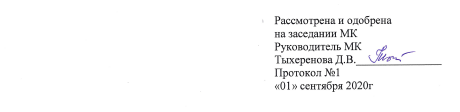 Рассмотрена и одобрена
на заседании МК
Руководитель МК
Тыхеренова Д.В.
Протокол №1
«01» сентября 2020г